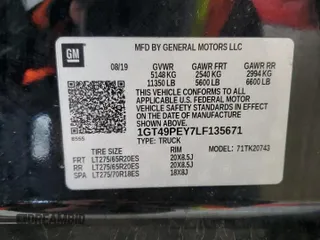 GM
MFD BY GENERAL MOTORS LLC
08/19 GVWR GAWR FRT GAWR RR
5148 KG 2540 KG 2994 KG
11350 LB 5600 LB 6600 LB
THIS VEHICLE CONFORMS TO ALL APPLICABLE U.S. FEDERAL MOTOR
VEHICLE SAFETY STANDARDS IN EFFECT ON THE DATE OF
MANUFACTURE SHOWN ABOVE.
1GT49PEY7LF135671
TYPE: TRUCK
MODEL: 71TK20743
TIRE SIZE RIM
FRT LT275/65R20ES 20X8.5J
RR LT275/65R20ES 20X8.5J
SPA LT275/70R18ES 18X8J